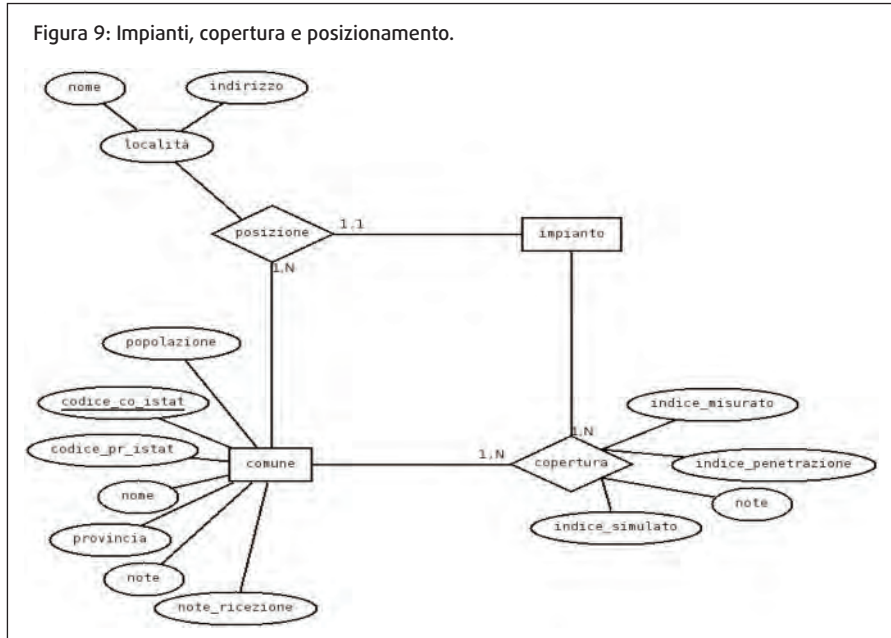 Figura 9: Impianti, copertura e posizionamento.
nome
indirizzo
località
posizione
1.1
impianto
1.N
popolazione
codice_co_istat
codice_pr_istat
nome
provincia
note
note_ricezione
comune
1.N
1.N
copertura
indice_misurato
indice_penetrazione
note
indice_simulato